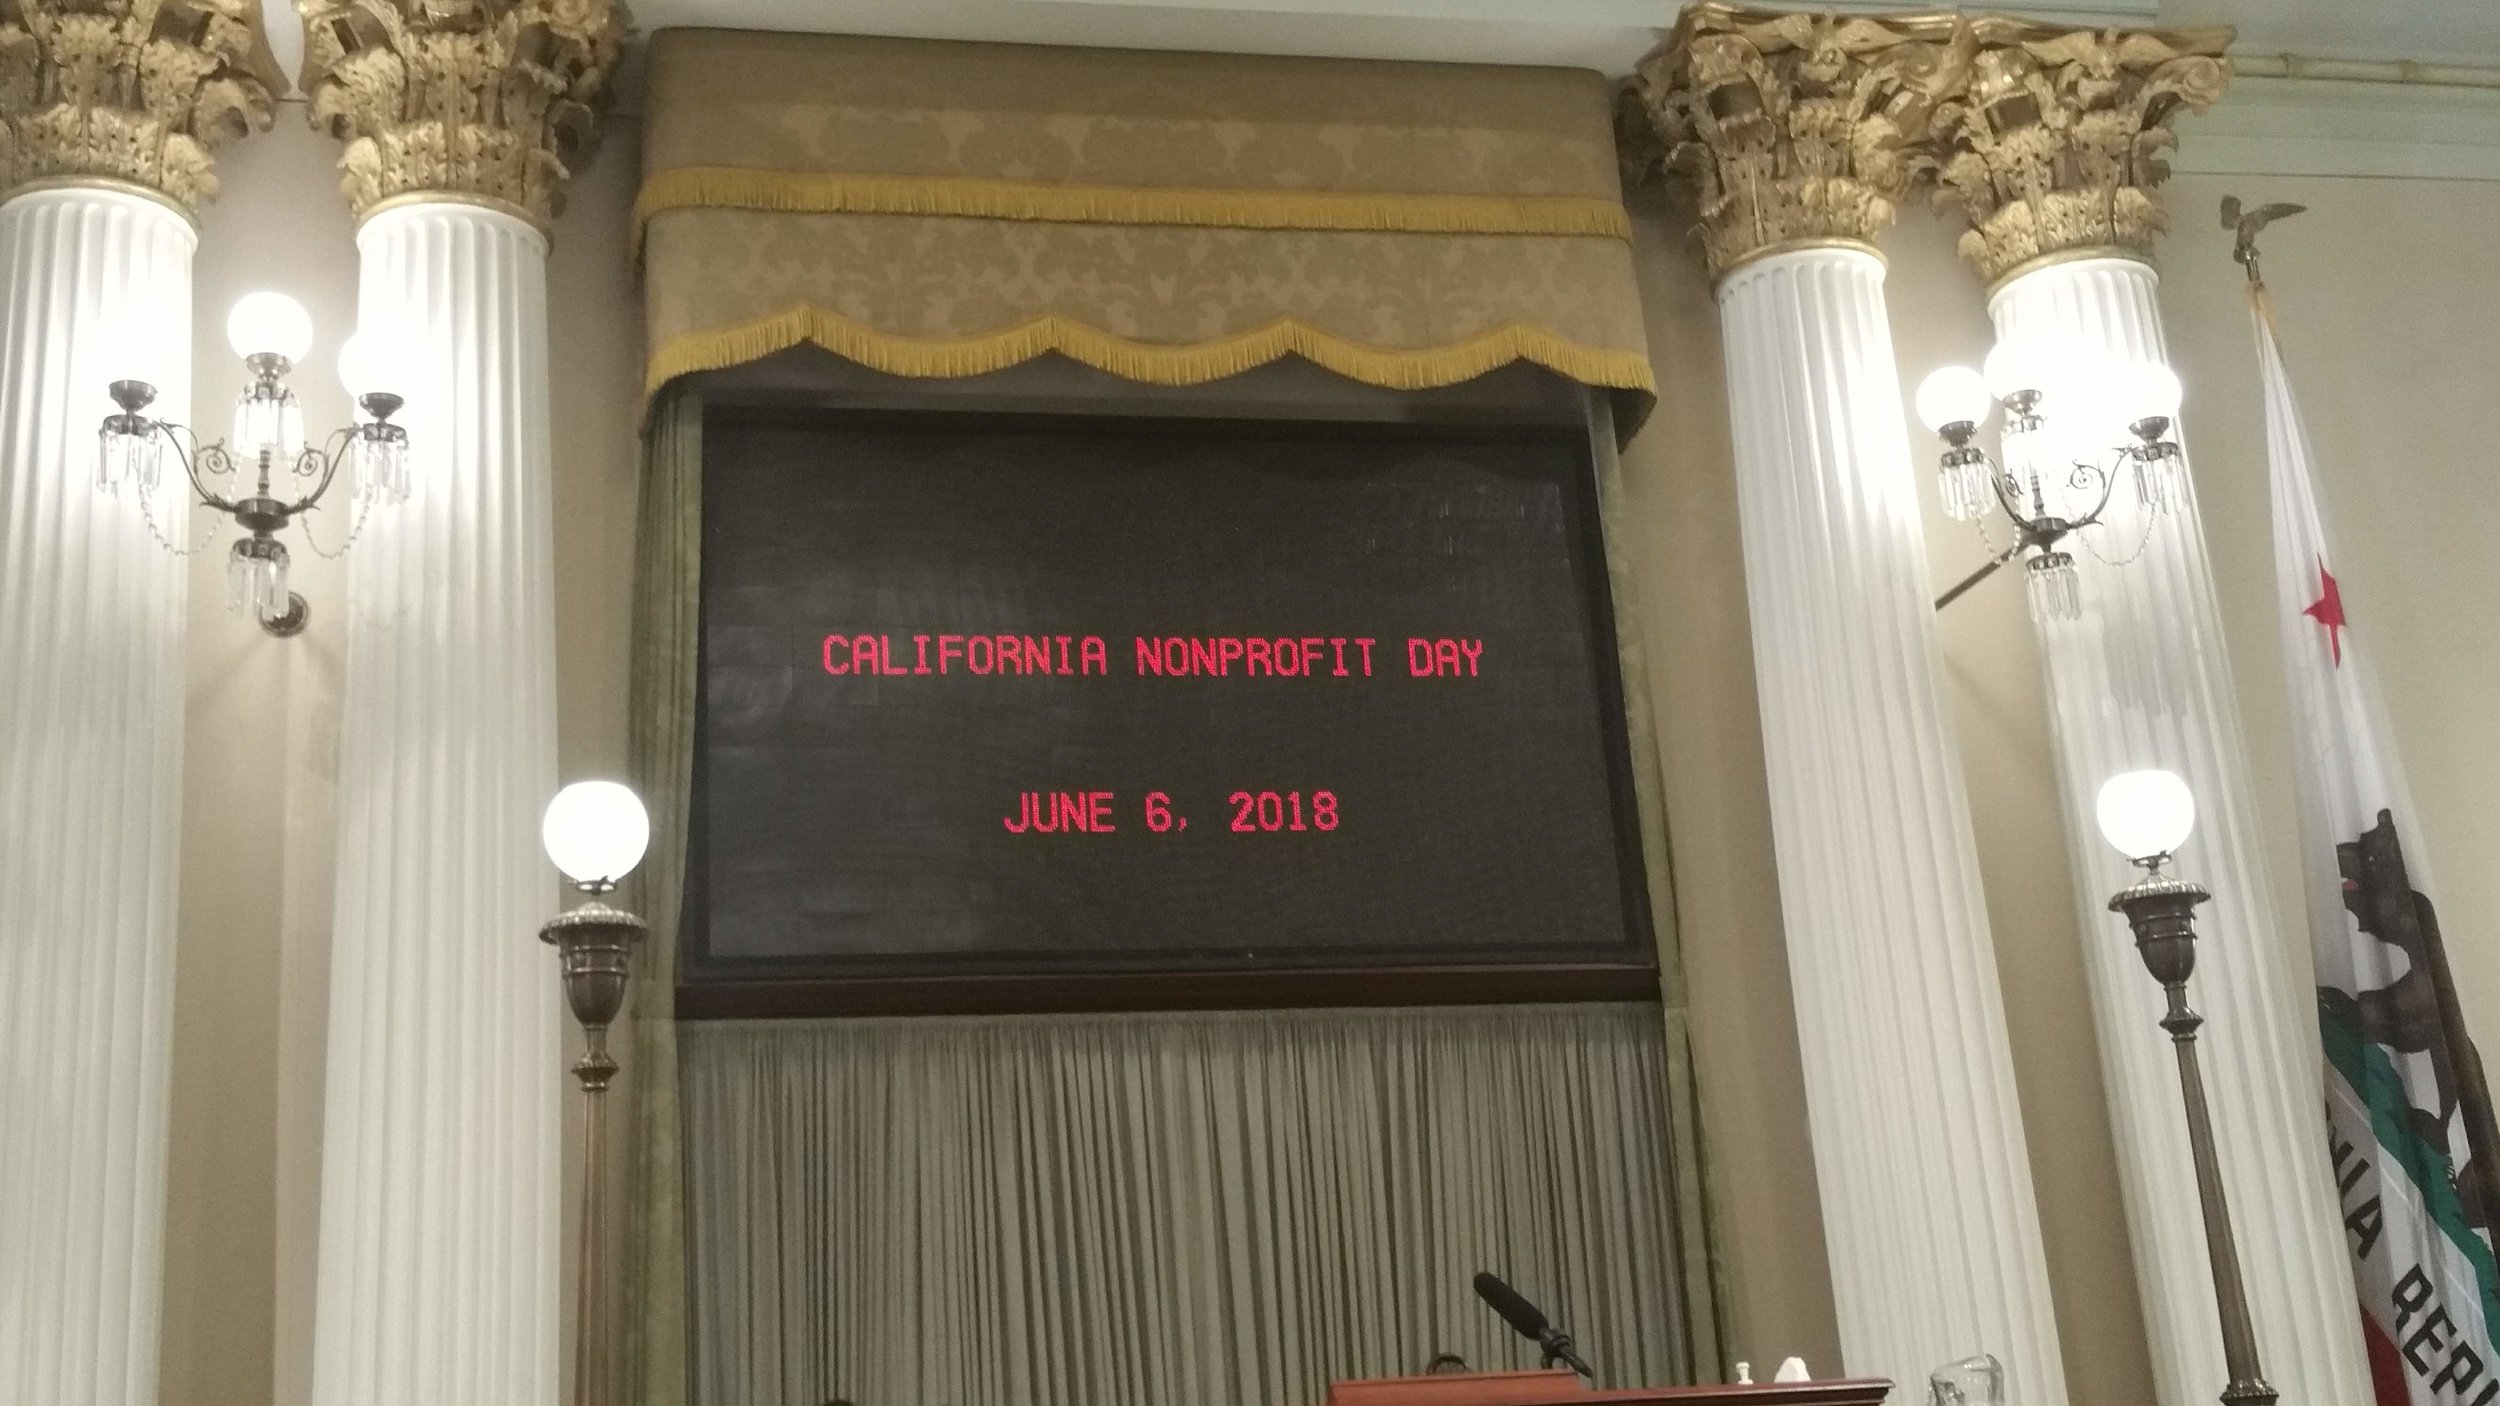 CALIFORNIA NONPROFIT DAY
JUNE 6, 2018